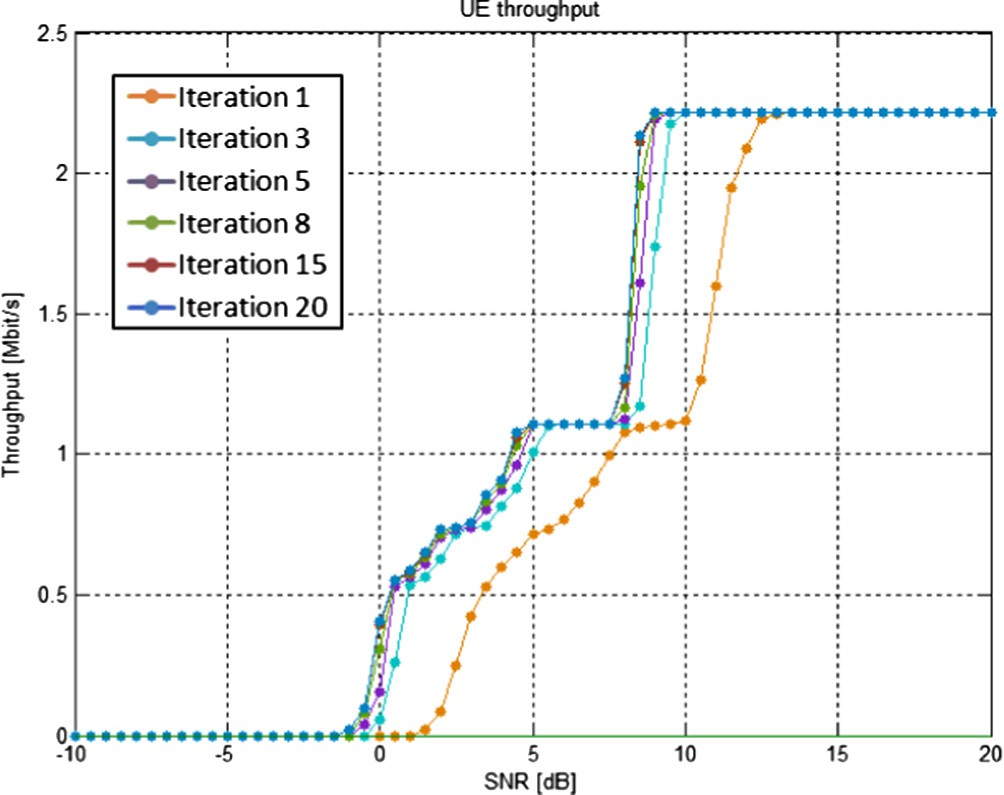 UE throughput
2.5
2
1.5
1
0.5
0
Throughput [Mbit/s]
Iteration 1
Iteration 3
Iteration 5
Iteration 8
Iteration 15
Iteration 20
-10
-5
0
5
10
15
20
SNR [dB]